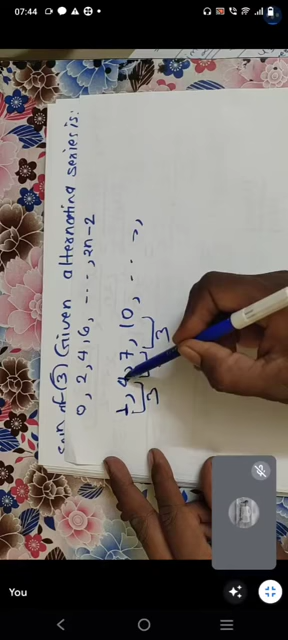 07:44
Soln of (3) Given alternating series is:
0, 2, 4, 6, ----, 2n-2
1, 4, 7, 10, ....,
3 3
You